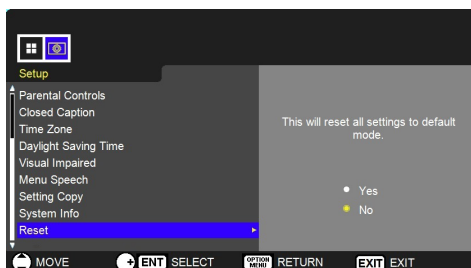 Setup
Parental Controls
Closed Caption
Time Zone
Daylight Saving Time
Visual Impaired
Menu Speech
Setting Copy
System Info
Reset
This will reset all settings to default
mode.
Yes
No
MOVE ENT SELECT OPTION MENU RETURN EXIT EXIT